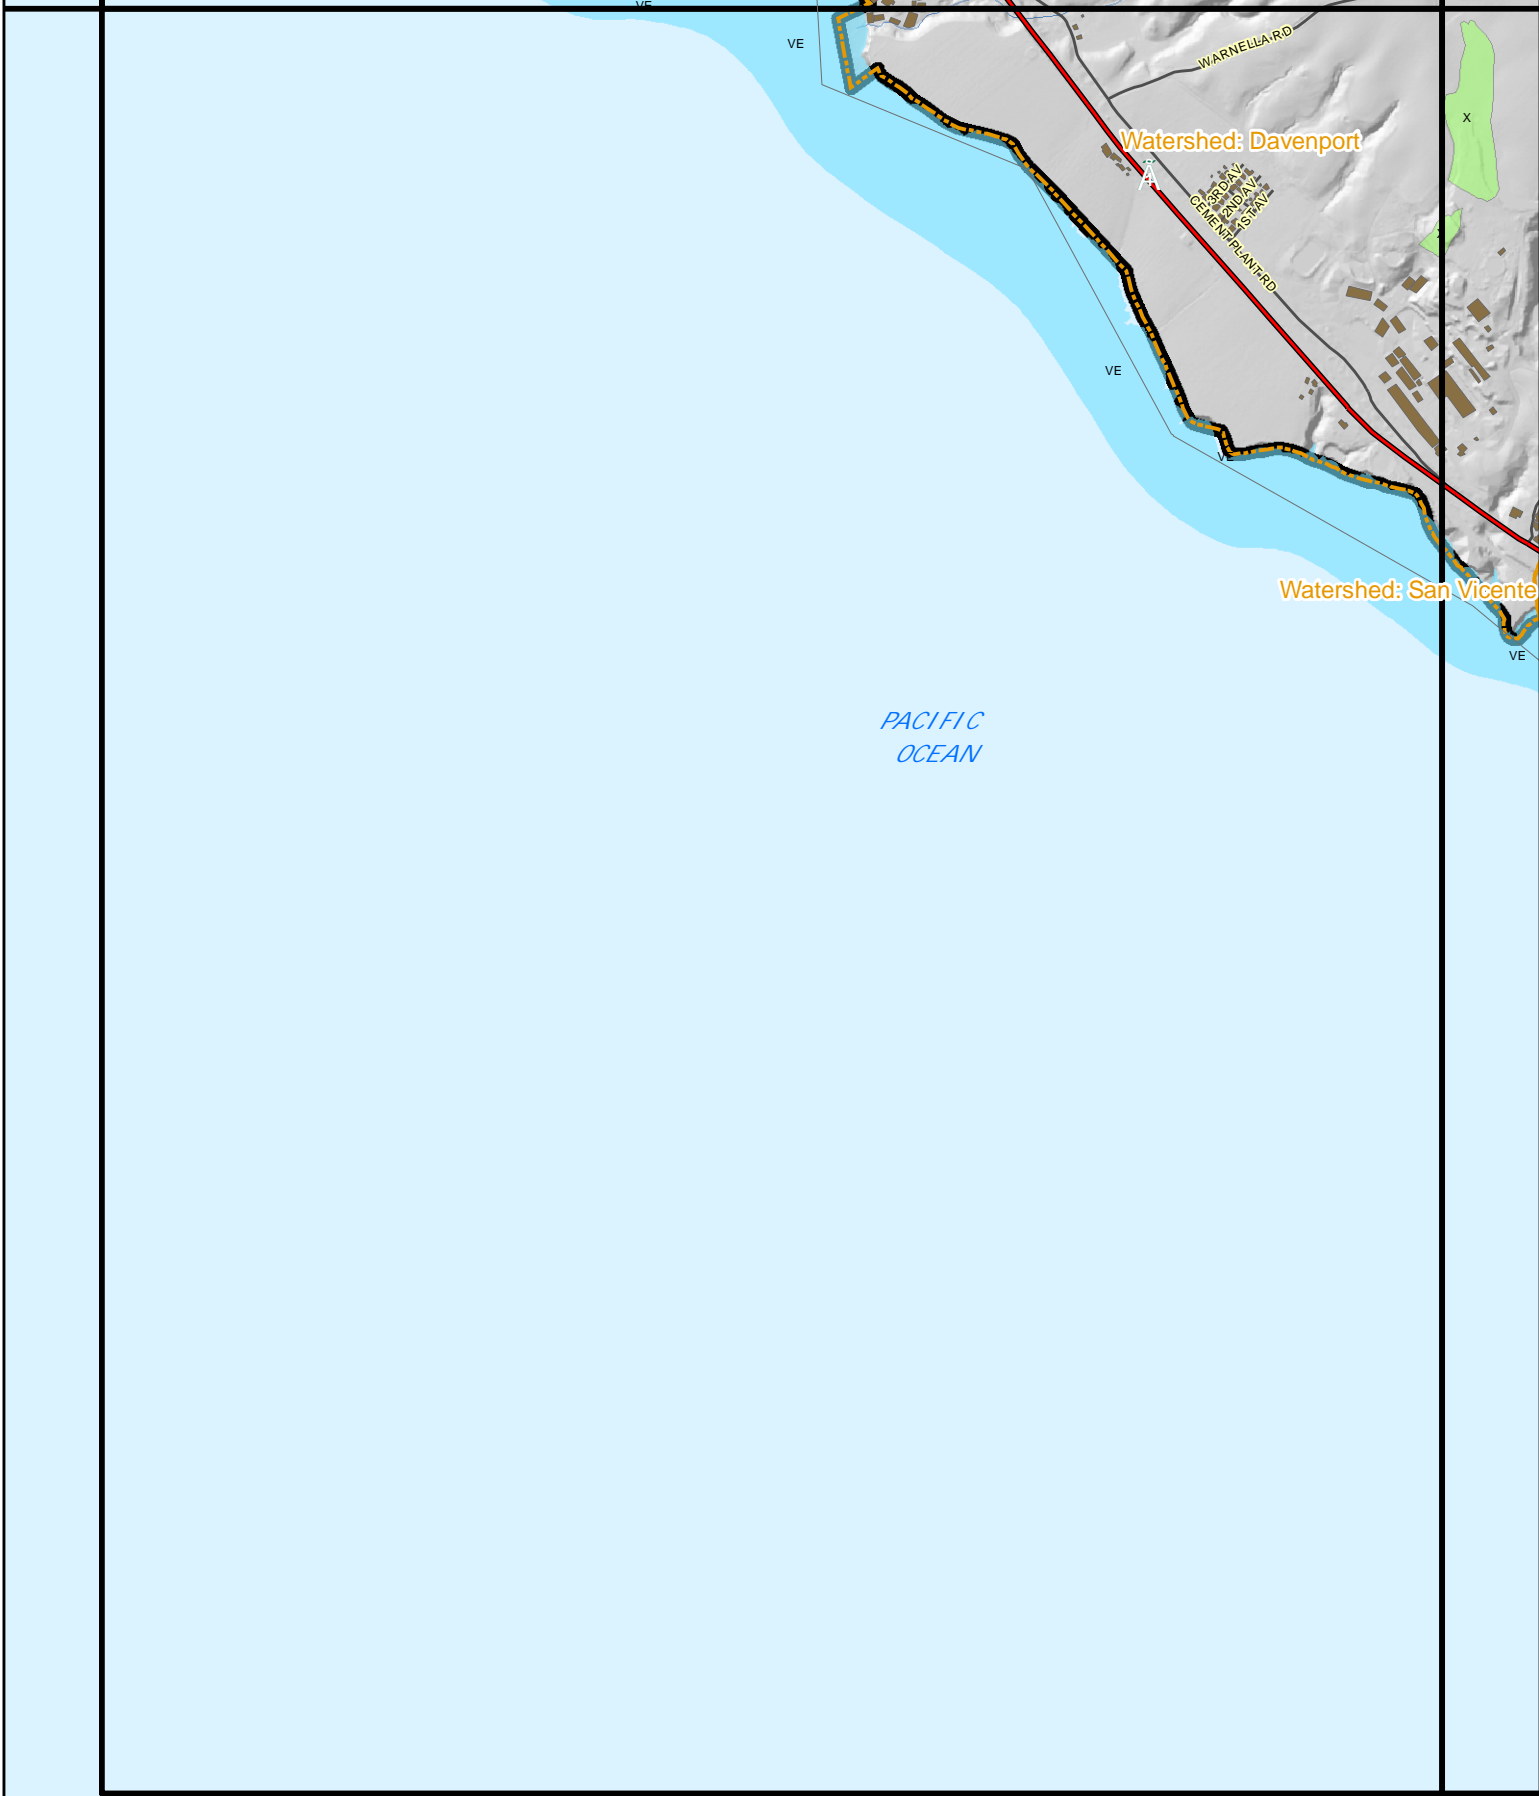 VE
VE
WARNELLA RD
X
Watershed: Davenport
3RD AV
2ND AV
1ST AV
CEMENT PLANT RD
X
VE
VE
Watershed: San Vicente
VE
PACIFIC
OCEAN